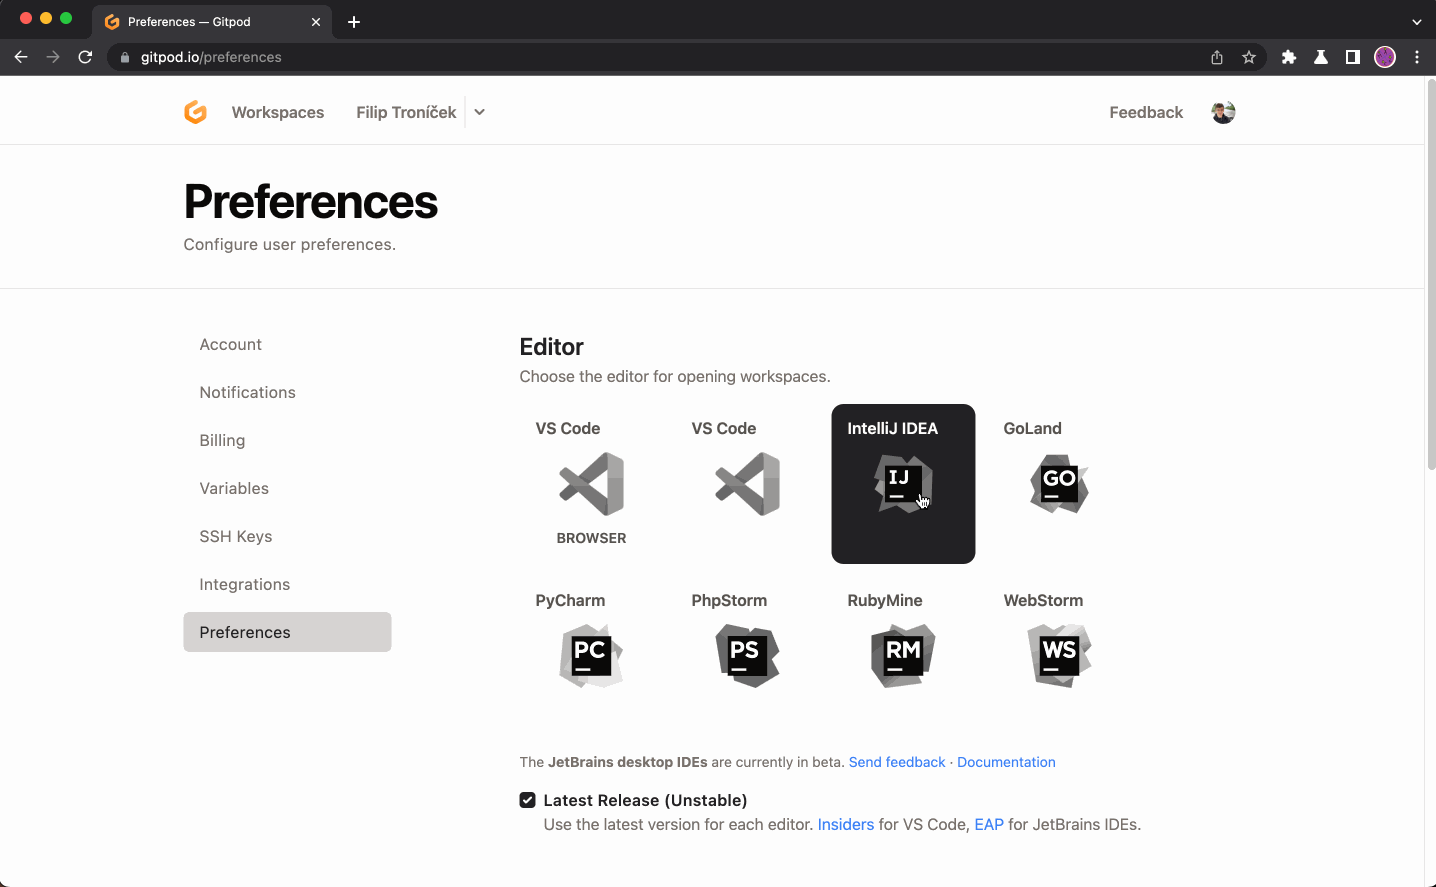 Preferences — Gitpod
gitpod.io/preferences
Workspaces
Filip Troníček
Feedback
Preferences
Configure user preferences.
Account
Notifications
Billing
Variables
SSH Keys
Integrations
Preferences
Editor
Choose the editor for opening workspaces.
VS Code
VS Code
IntelliJ IDEA
GoLand
IJ
GO
BROWSER
PyCharm
PhpStorm
RubyMine
WebStorm
PC
PS
RM
WS
The JetBrains desktop IDEs are currently in beta. Send feedback · Documentation
Latest Release (Unstable)
Use the latest version for each editor. Insiders for VS Code, EAP for JetBrains IDEs.